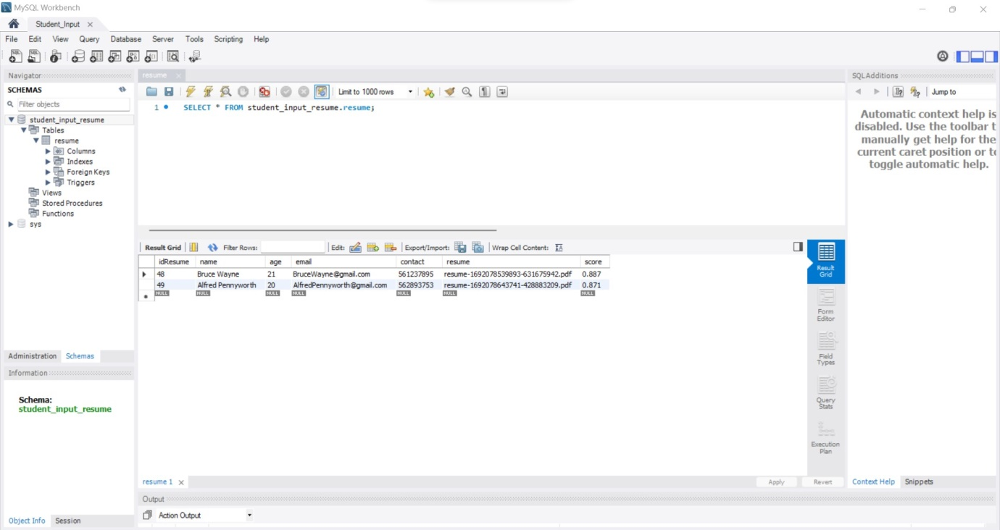 MySQL Workbench
Student_Input
File Edit View Query Database Server Tools Scripting Help
Navigator
SCHEMAS
Filter objects
student_input_resume
Tables
resume
Columns
Indexes
Foreign Keys
Triggers
Views
Stored Procedures
Functions
sys
Administration Schemas
Information
Schema:
student_input_resume
Object Info Session
resume
Limit to 1000 rows
1 SELECT * FROM student_input_resume.resume;
Result Grid Filter Rows: Edit: Export/Import: Wrap Cell Content:
idResume name age email contact resume score
48 Bruce Wayne 21 BruceWayne@gmail.com 561237895 resume-1692078539893-631675942.pdf 0.887
49 Alfred Pennyworth 20 AlfredPennyworth@gmail.com 562893753 resume-1692078643741-428883209.pdf 0.871
NULL NULL NULL NULL NULL NULL NULL
Result
Grid
Form
Editor
Field
Types
Query
Stats
Execution
Plan
resume 1
Apply Revert
Output
Action Output
SQLAdditions
Jump to
Automatic context help is
disabled. Use the toolbar t
manually get help for the
current caret position or to
toggle automatic help.
Context Help Snippets